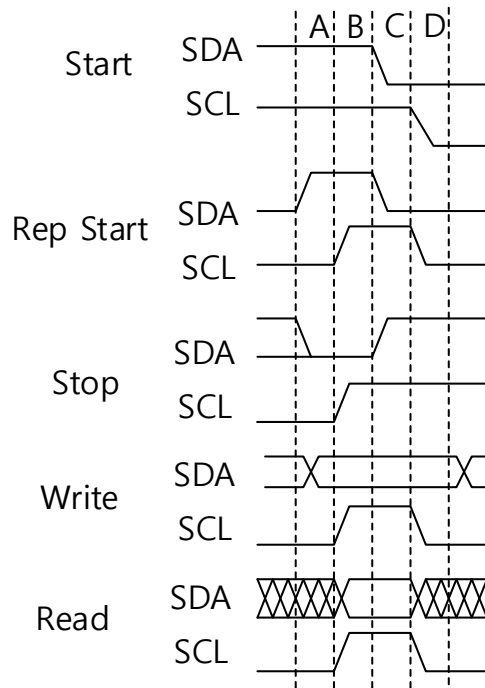 A B C D
Start SDA
SCL
Rep Start SDA
SCL
Stop SDA
SCL
Write SDA
SCL
Read SDA
SCL